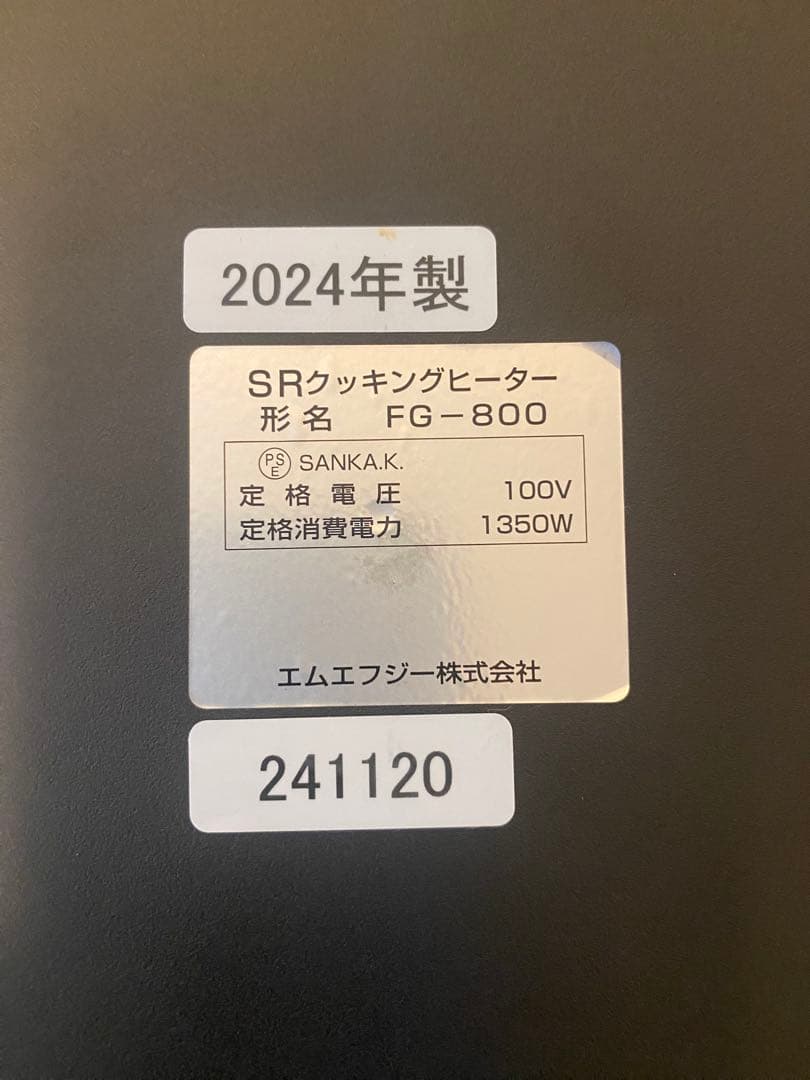 2024年製
SRクッキングヒーター
形名 FG-800
PSE SANKA.K.
定格電圧 100V
定格消費電力 1350W
エムエフジー株式会社
241120